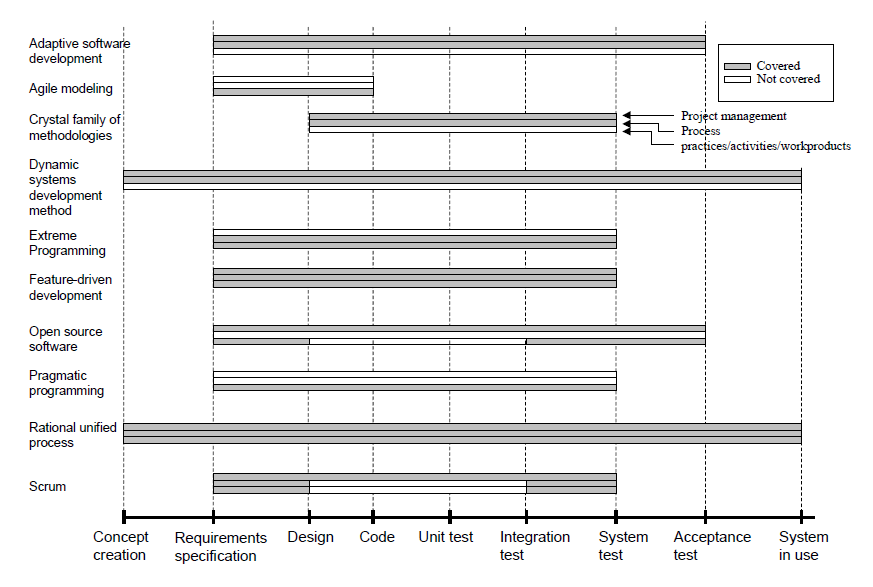 Adaptive software
development
Covered
Not covered
Agile modeling
Crystal family of
methodologies
Project management
Process
practices/activities/workproducts
Dynamic
systems
development
method
Extreme
Programming
Feature-driven
development
Open source
software
Pragmatic
programming
Rational unified
process
Scrum
Concept
creation
Requirements
specification
Design
Code
Unit test
Integration
test
System
test
Acceptance
test
System
in use